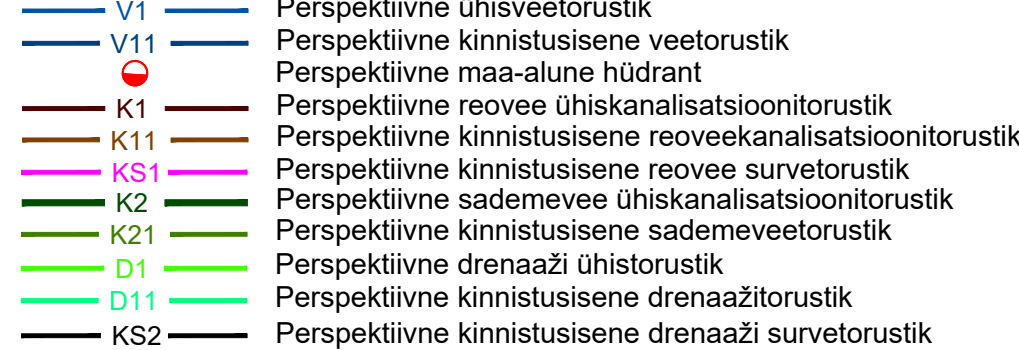 V1 Perspektiivne ühisveetorustik
V11 Perspektiivne kinnistusisene veetorustik
Perspektiivne maa-alune hüdrant
K1 Perspektiivne reovee ühiskanalisatsioonitorustik
K11 Perspektiivne kinnistusisene reoveekanalisatsioonitorustik
KS1 Perspektiivne kinnistusisene reovee survetorustik
K2 Perspektiivne sademevee ühiskanalisatsioonitorustik
K21 Perspektiivne kinnistusisene sademeveetorustik
D1 Perspektiivne drenaaži ühistorustik
D11 Perspektiivne kinnistusisene drenaažitorustik
KS2 Perspektiivne kinnistusisene drenaaži survetorustik